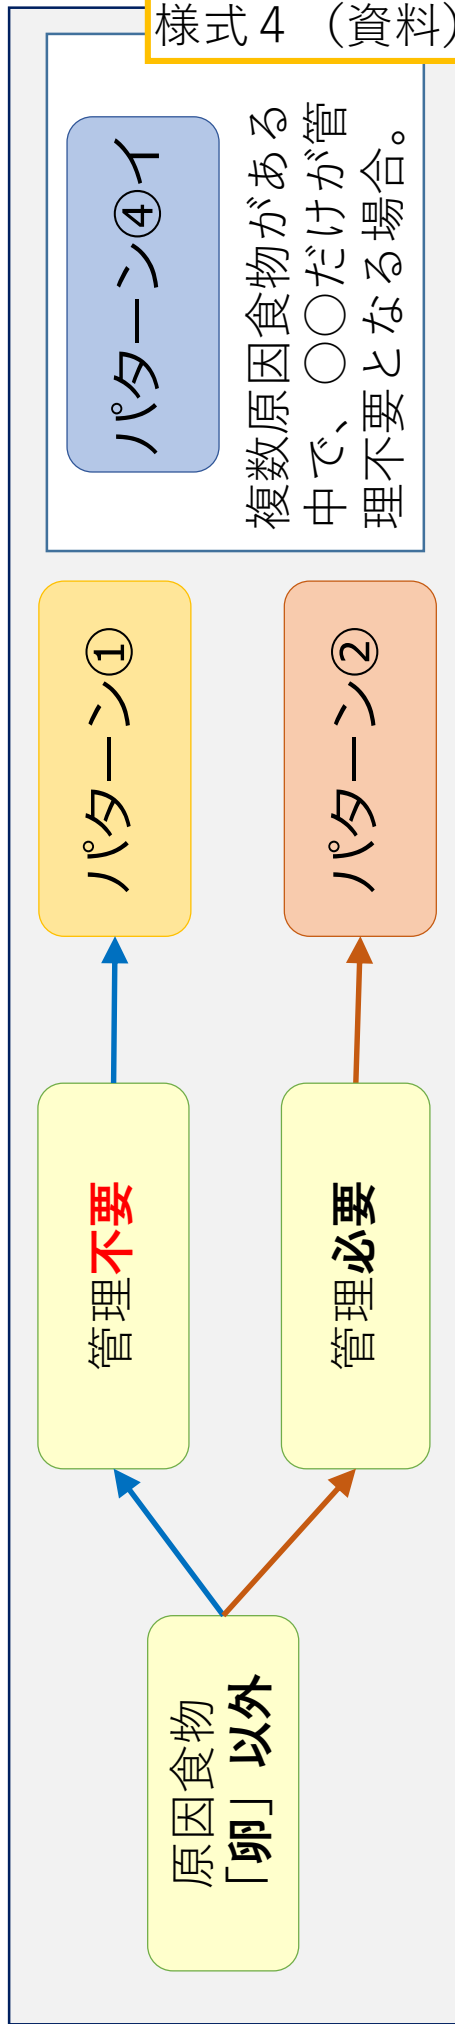 様式４（資料）
原因食物
「卵」以外
管理不要
管理必要
パターン①
パターン②
パターン④イ
複数原因食物がある
中で、○○だけが管
理不要となる場合。